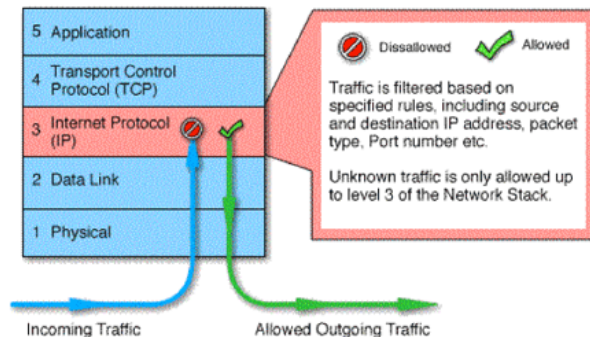 5 Application
4 Transport Control
Protocol (TCP)
3 Internet Protocol
(IP)
2 Data Link
1 Physical
Incoming Traffic
Allowed Outgoing Traffic
Dissallowed
Allowed
Traffic is filtered based on
specified rules, including source
and destination IP address, packet
type, Port number etc.
Unknown traffic is only allowed up
to level 3 of the Network Stack.